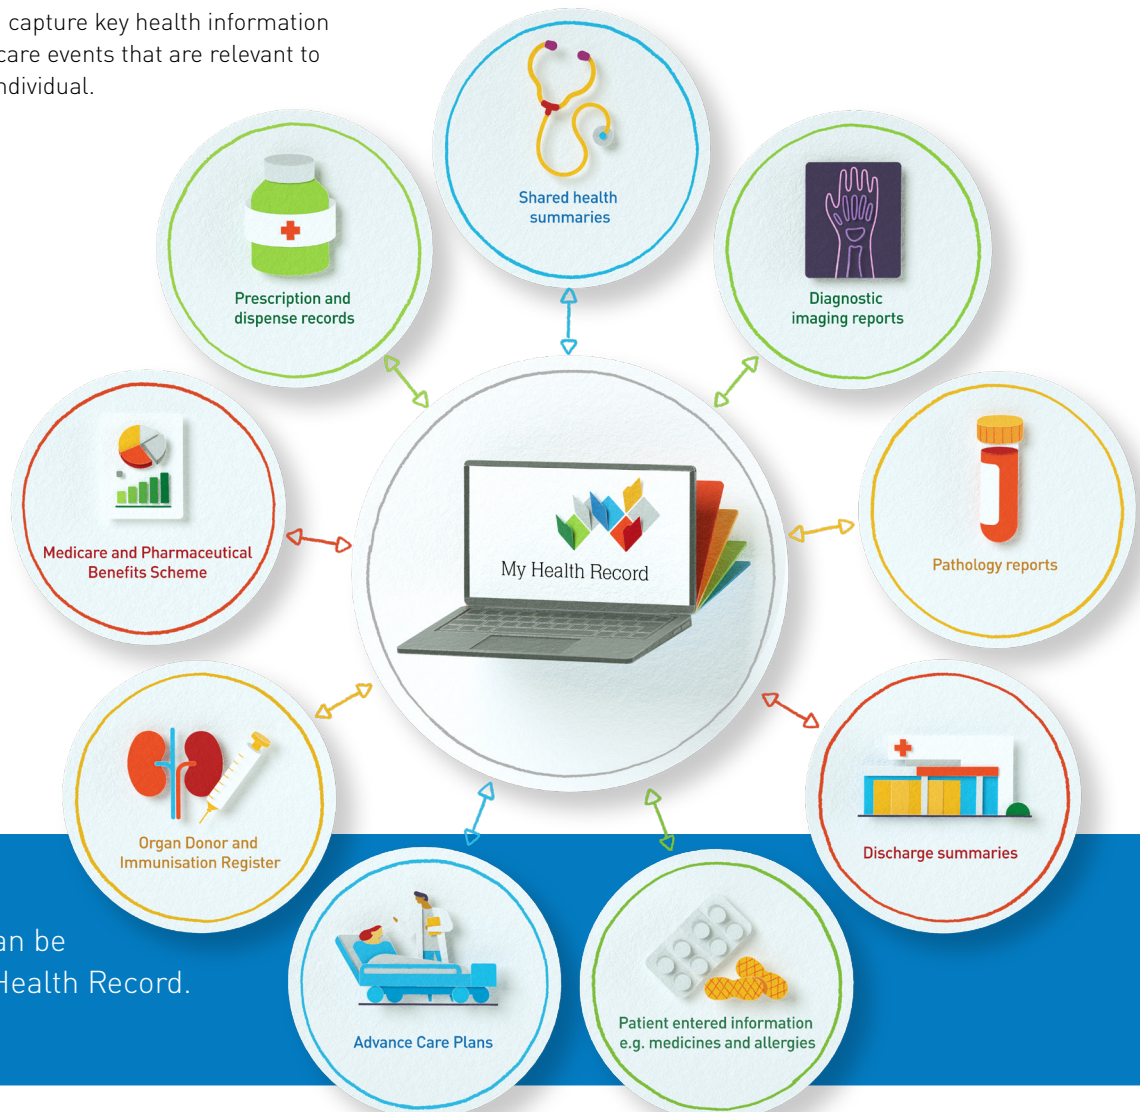 capture key health information
care events that are relevant to
individual.
Shared health
summaries
Prescription and
dispense records
Diagnostic
imaging reports
Medicare and Pharmaceutical
Benefits Scheme
My Health Record
Pathology reports
Organ Donor and
Immunisation Register
Discharge summaries
an be
Health Record.
Advance Care Plans
Patient entered information
e.g. medicines and allergies